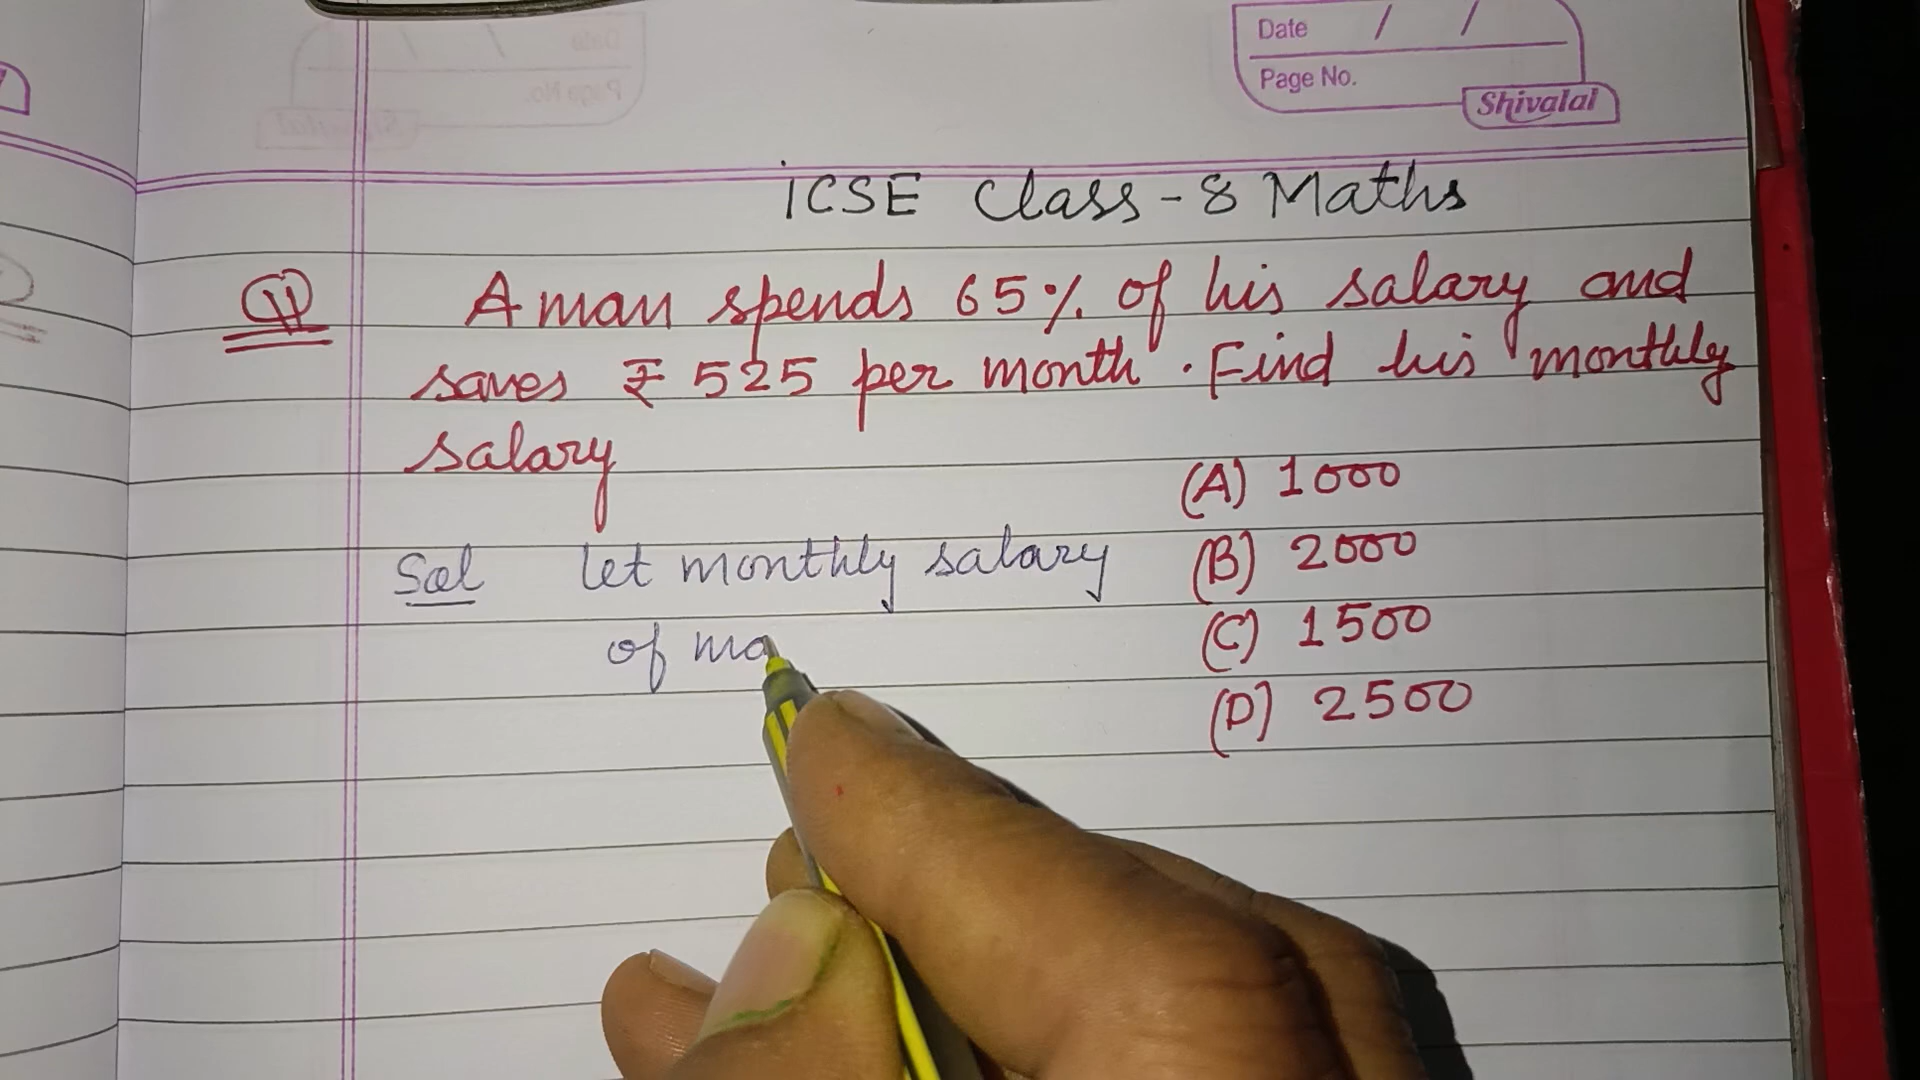 Date / /
Page No.
Shivalal
ICSE Class - 8 Maths
Q A man spends 65% of his salary and
saves ₹ 525 per month. Find his monthly
salary
(A) 1000
(B) 2000
(C) 1500
(D) 2500
Sol let monthly salary
of ma